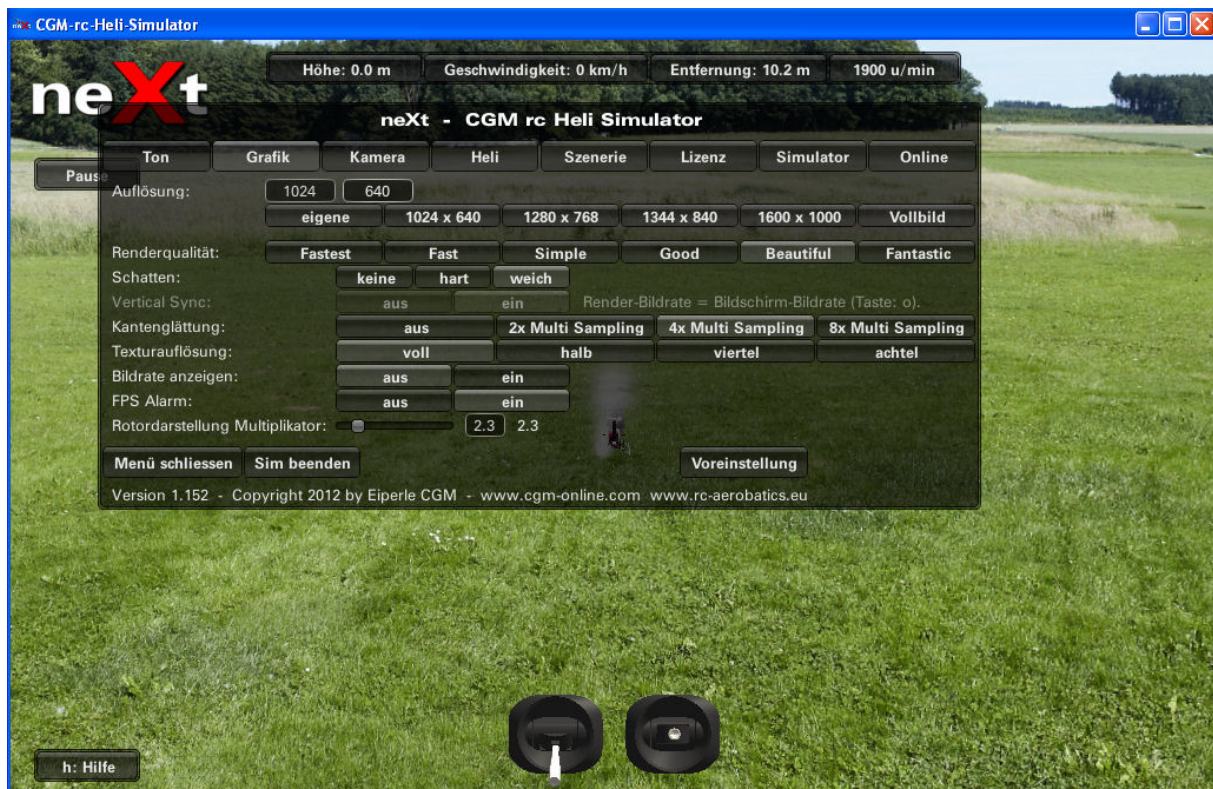 CGM-rc-Heli-Simulator
neXt
Höhe: 0.0 m Geschwindigkeit: 0 km/h Entfernung: 10.2 m 1900 u/min
neXt - CGM rc Heli Simulator
Ton Grafik Kamera Heli Szenerie Lizenz Simulator Online
Pause
Auflösung: 1024 640
eigene 1024 x 640 1280 x 768 1344 x 840 1600 x 1000 Vollbild
Renderqualität: Fastest Fast Simple Good Beautiful Fantastic
Schatten: keine hart weich
Vertical Sync: aus ein Render-Bildrate = Bildschirm-Bildrate (Taste: o).
Kantenglättung: aus 2x Multi Sampling 4x Multi Sampling 8x Multi Sampling
Texturauflösung: voll halb viertel achtel
Bildrate anzeigen: aus ein
FPS Alarm: aus ein
Rotordarstellung Multiplikator: 2.3 2.3
Menü schliessen Sim beenden Voreinstellung
Version 1.152 - Copyright 2012 by Eiperle CGM - www.cgm-online.com www.rc-aerobatics.eu
h: Hilfe